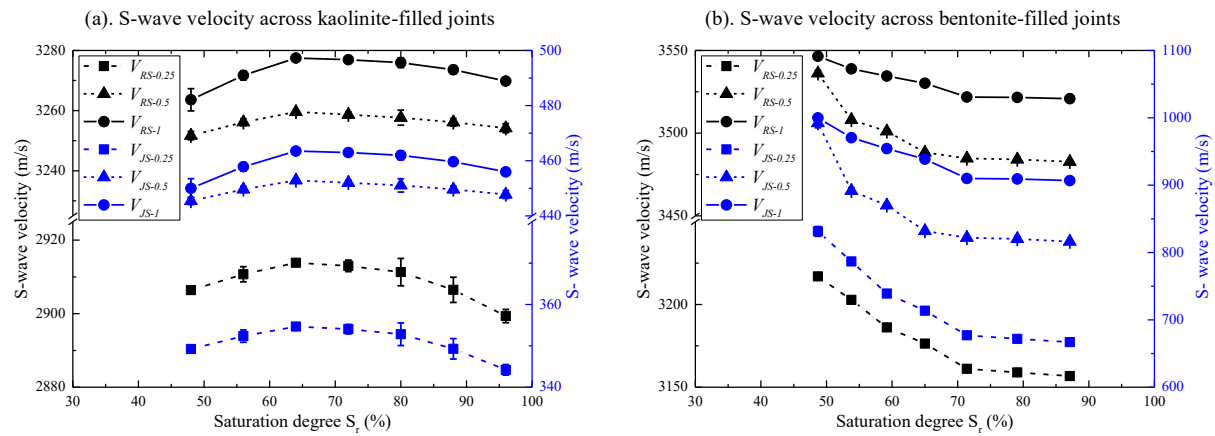 (a). S-wave velocity across kaolinite-filled joints
3280
3260
3240
2920
2900
2880
S-wave velocity (m/s)
V_RS-0.25
V_RS-0.5
V_RS-1
V_JS-0.25
V_JS-0.5
V_JS-1
500
480
460
440
360
340
S- wave velocity (m/s)
30 40 50 60 70 80 90 100
Saturation degree S_r (%)
(b). S-wave velocity across bentonite-filled joints
3550
3500
3450
3200
3150
S-wave velocity (m/s)
V_RS-0.25
V_RS-0.5
V_RS-1
V_JS-0.25
V_JS-0.5
V_JS-1
1100
1000
900
800
700
600
S- wave velocity (m/s)
30 40 50 60 70 80 90 100
Saturation degree S_r (%)